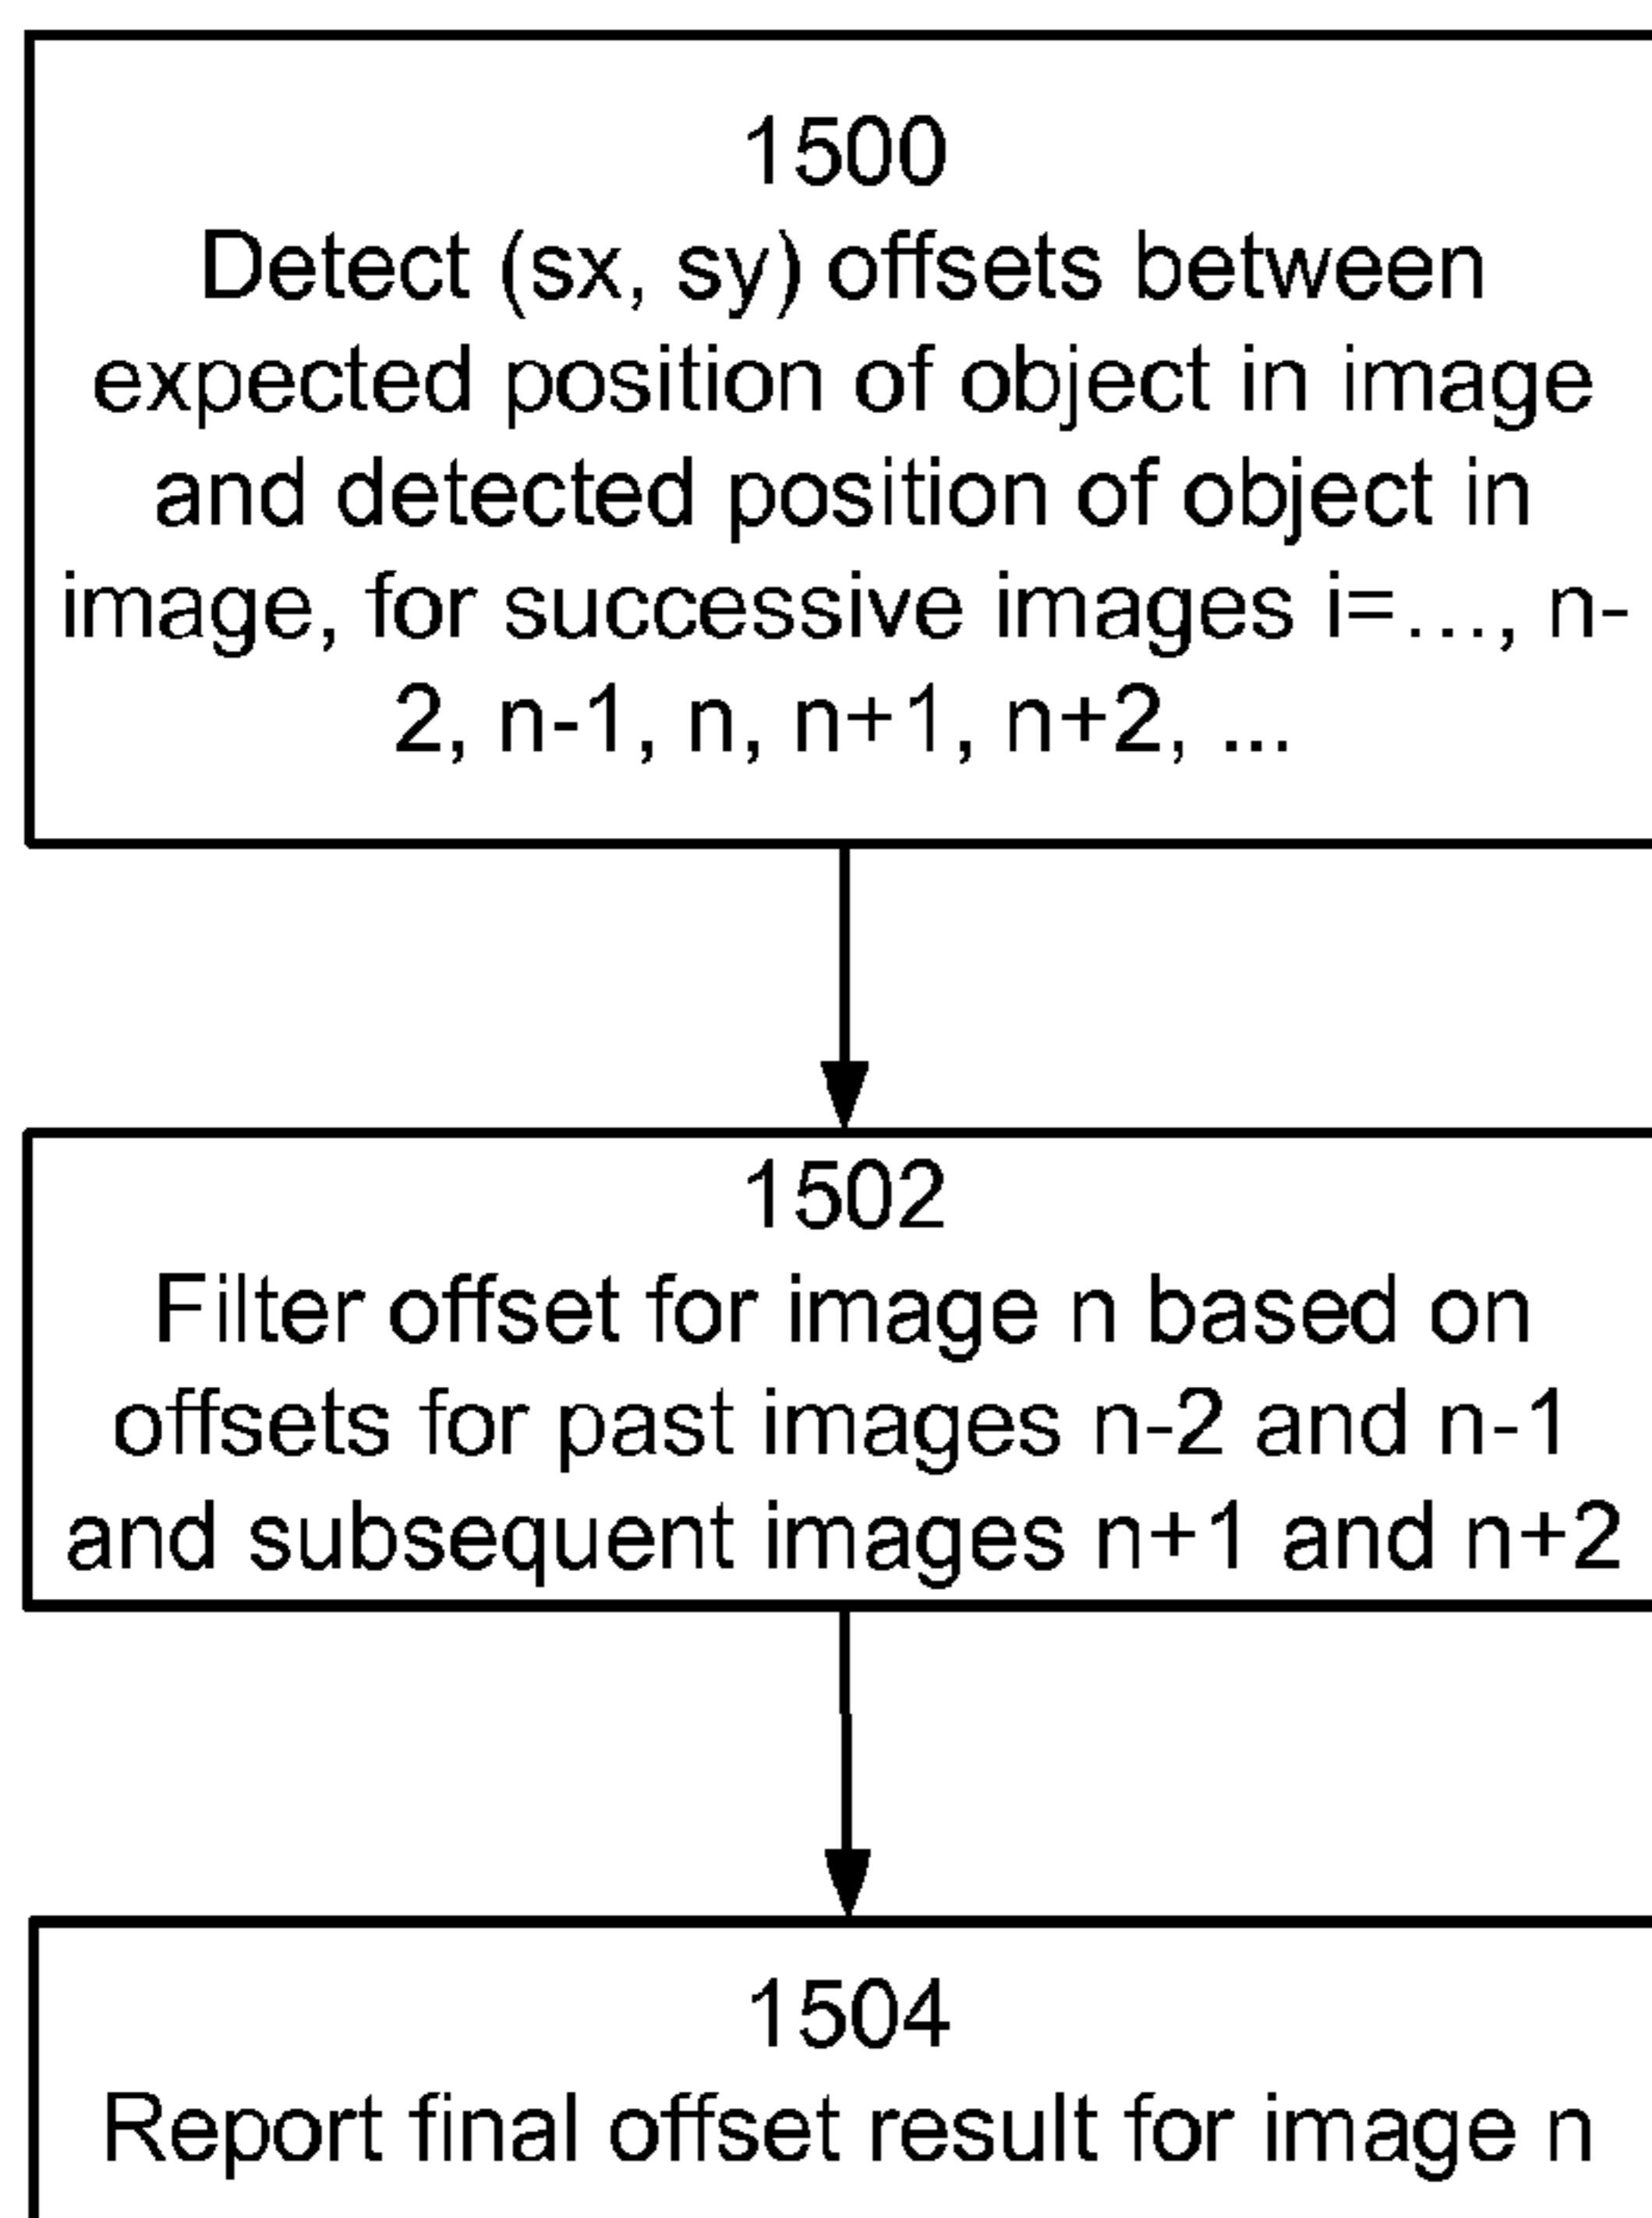 1500
Detect (sx, sy) offsets between
expected position of object in image
and detected position of object in
image, for successive images i=..., n-
2, n-1, n, n+1, n+2, ...
1502
Filter offset for image n based on
offsets for past images n-2 and n-1
and subsequent images n+1 and n+2
1504
Report final offset result for image n